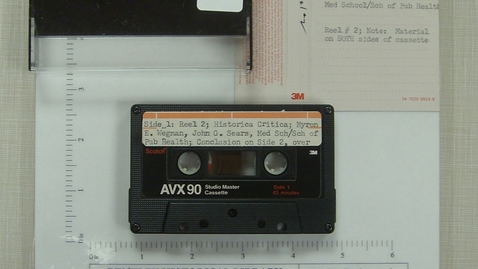 Med School/Sch of Pub Health
Reel # 2; Note: Material
on BOTH sides of cassette
3M
Side 1: Reel 2; Historica Critica; Myron
E. Wegman, John G. Sears, Med Sch/Sch of
Pub Health; Conclusion on Side 2, over
Scotch
3M
AVX 90
Studio Master
Cassette
Side 1
45 minutes
1 2 3 4 5 6